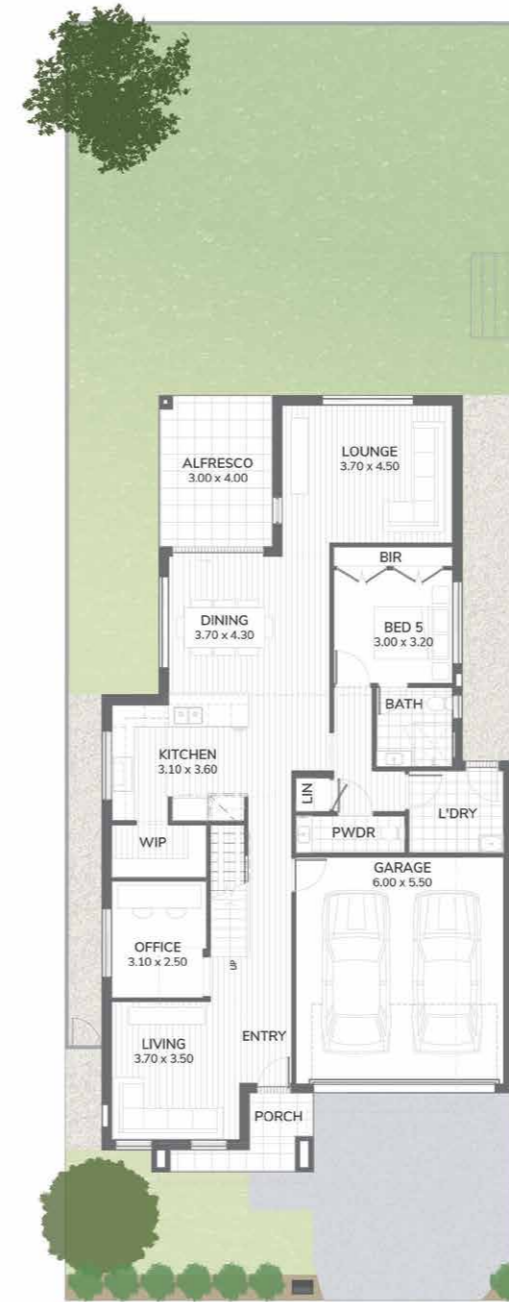 ALFRESCO
3.00 x 4.00
LOUNGE
3.70 x 4.50
BIR
DINING
3.70 x 4.30
BED 5
3.00 x 3.20
BATH
KITCHEN
3.10 x 3.60
LIN
L'DRY
WIP
PWDR
GARAGE
6.00 x 5.50
OFFICE
3.10 x 2.50
UP
LIVING
3.70 x 3.50
ENTRY
PORCH